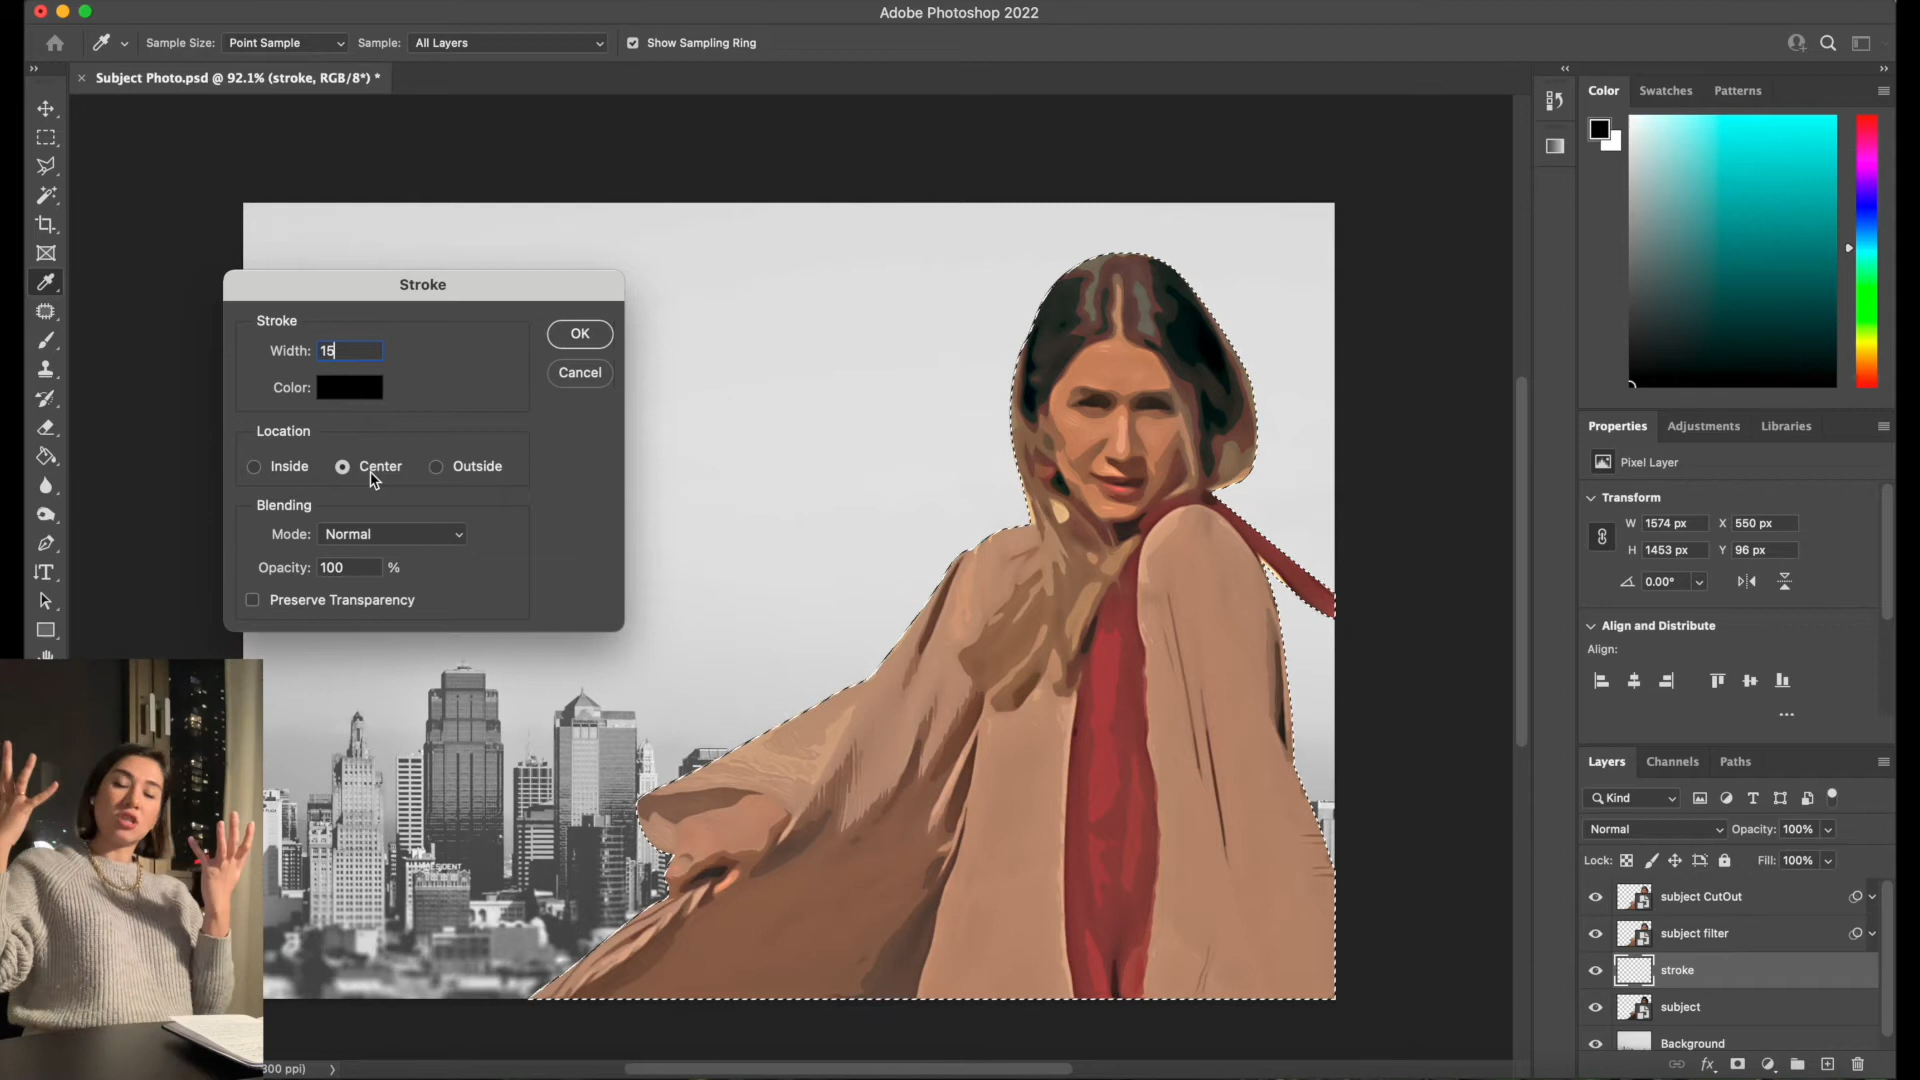 Adobe Photoshop 2022
Sample Size: Point Sample Sample: All Layers Show Sampling Ring
Subject Photo.psd @ 92.1% (stroke, RGB/8*) *
Color Swatches Patterns
Stroke
Stroke
Width: 15
Color:
OK
Cancel
Location
Inside Center Outside
Blending
Mode: Normal
Opacity: 100 %
Preserve Transparency
Properties Adjustments Libraries
Pixel Layer
Transform
W 1574 px X 550 px
H 1453 px Y 96 px
0.00°
Align and Distribute
Align:
Layers Channels Paths
Kind
Normal Opacity: 100%
Lock: Fill: 100%
subject CutOut
subject filter
stroke
subject
Background
fx
300 ppi)